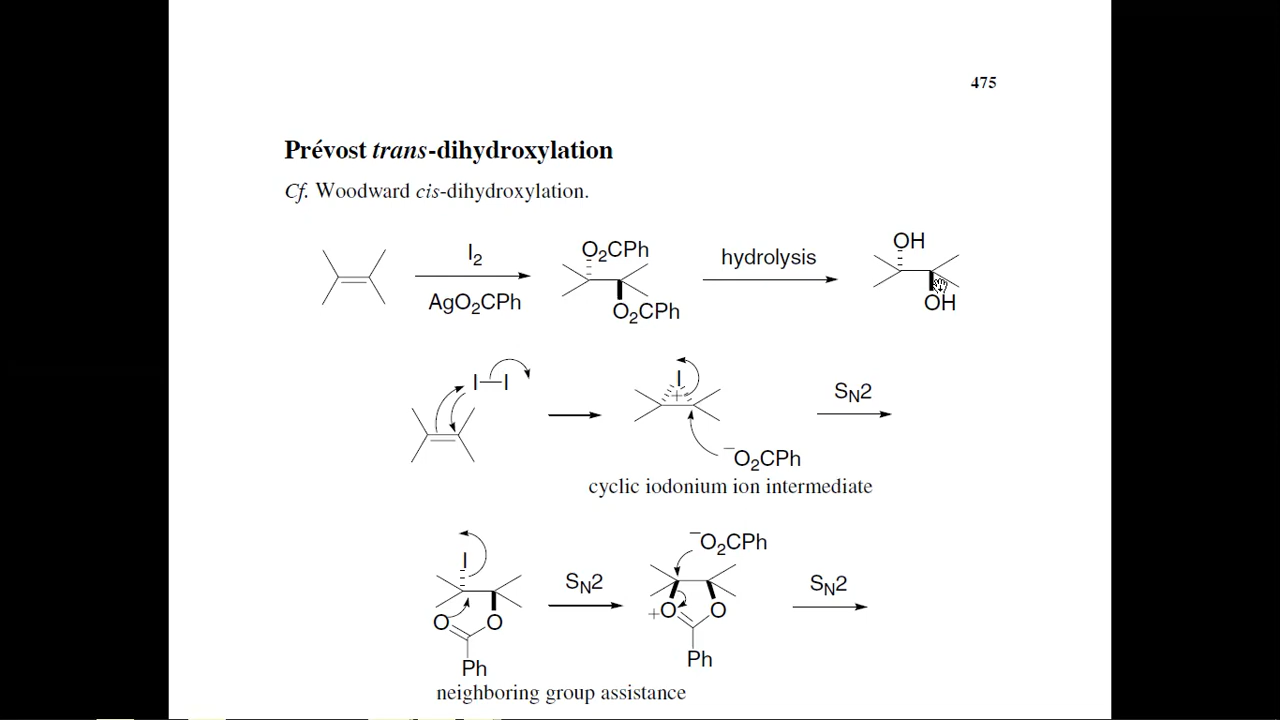 475
Prévost trans-dihydroxylation
Cf. Woodward cis-dihydroxylation.
I2
AgO2CPh
O2CPh
O2CPh
hydrolysis
OH
OH
I—I
I
+
−O2CPh
SN2
cyclic iodonium ion intermediate
I
O
O
Ph
SN2
−O2CPh
+O
O
Ph
SN2
neighboring group assistance